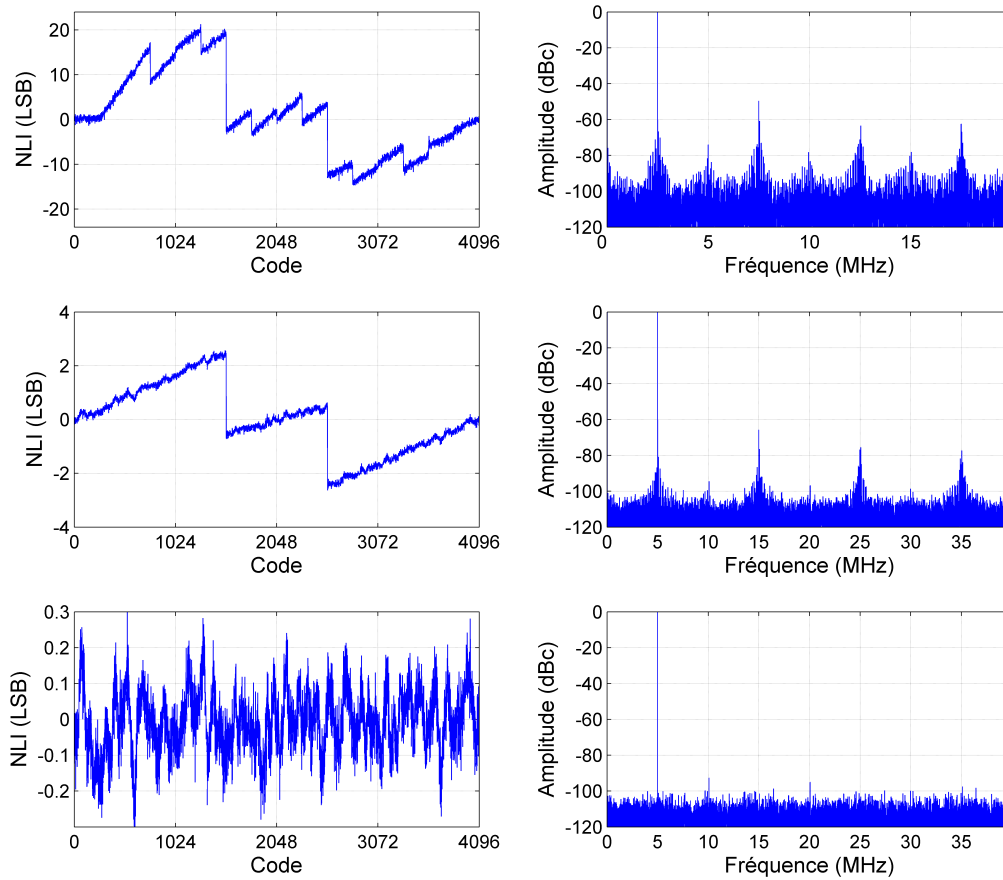 20
10
0
-10
-20
NLI (LSB)
0 1024 2048 3072 4096
Code
0
-20
-40
-60
-80
-100
-120
Amplitude (dBc)
0 5 10 15
Fréquence (MHz)
4
2
0
-2
-4
NLI (LSB)
0 1024 2048 3072 4096
Code
0
-20
-40
-60
-80
-100
-120
Amplitude (dBc)
0 5 10 15 20 25 30 35
Fréquence (MHz)
0.3
0.2
0.1
0
-0.1
-0.2
NLI (LSB)
0 1024 2048 3072 4096
Code
0
-20
-40
-60
-80
-100
-120
Amplitude (dBc)
0 5 10 15 20 25 30 35
Fréquence (MHz)